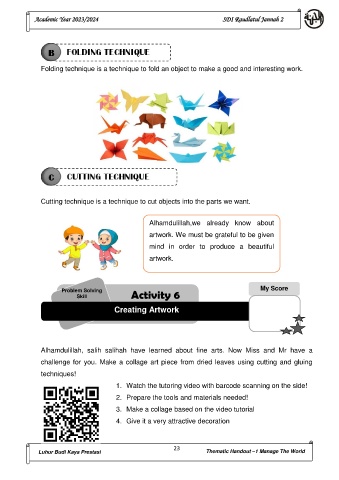 Academic Year 2023/2024 SDI Raudlatul Jannah 2
B FOLDING TECHNIQUE
Folding technique is a technique to fold an object to make a good and interesting work.
C CUTTING TECHNIQUE
Cutting technique is a technique to cut objects into the parts we want.
Alhamdulillah,we already know about
artwork. We must be grateful to be given
mind in order to produce a beautiful
artwork.
Problem Solving
Skill
Activity 6
My Score
Creating Artwork
Alhamdulillah, salih salihah have learned about fine arts. Now Miss and Mr have a
challenge for you. Make a collage art piece from dried leaves using cutting and gluing
techniques!
1. Watch the tutoring video with barcode scanning on the side!
2. Prepare the tools and materials needed!
3. Make a collage based on the video tutorial
4. Give it a very attractive decoration
Luhur Budi Kaya Prestasi 23 Thematic Handout – I Manage The World